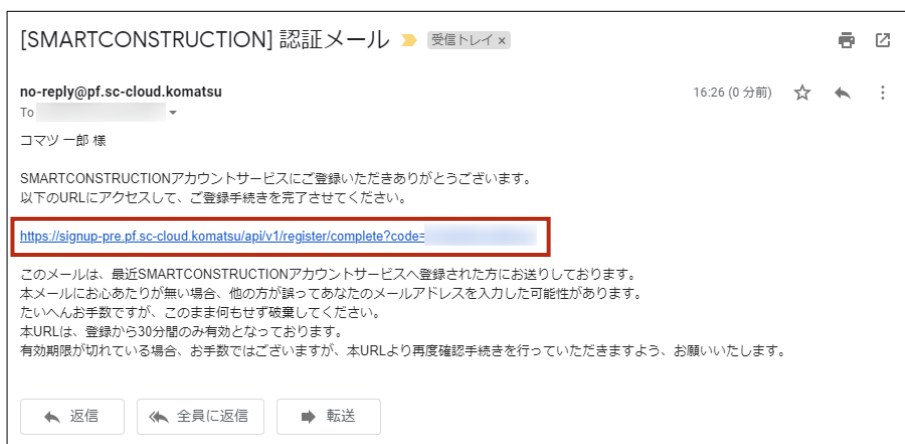 [SMARTCONSTRUCTION] 認証メール 受信トレイ ×
no-reply@pf.sc-cloud.komatsu 16:26 (0 分前)
To
コマツ 一郎 様
SMARTCONSTRUCTIONアカウントサービスにご登録いただきありがとうございます。
以下のURLにアクセスして、ご登録手続きを完了させてください。
https://signup-pre.pf.sc-cloud.komatsu/api/v1/register/complete?code=
このメールは、最近SMARTCONSTRUCTIONアカウントサービスへ登録された方にお送りしております。
本メールにお心あたりが無い場合、他の方が誤ってあなたのメールアドレスを入力した可能性があります。
たいへんお手数ですが、このまま何もせず破棄してください。
本URLは、登録から30分間のみ有効となっております。
有効期限が切れている場合、お手数ではございますが、本URLより再度確認手続きを行っていただきますよう、お願いいたします。
返信 全員に返信 転送